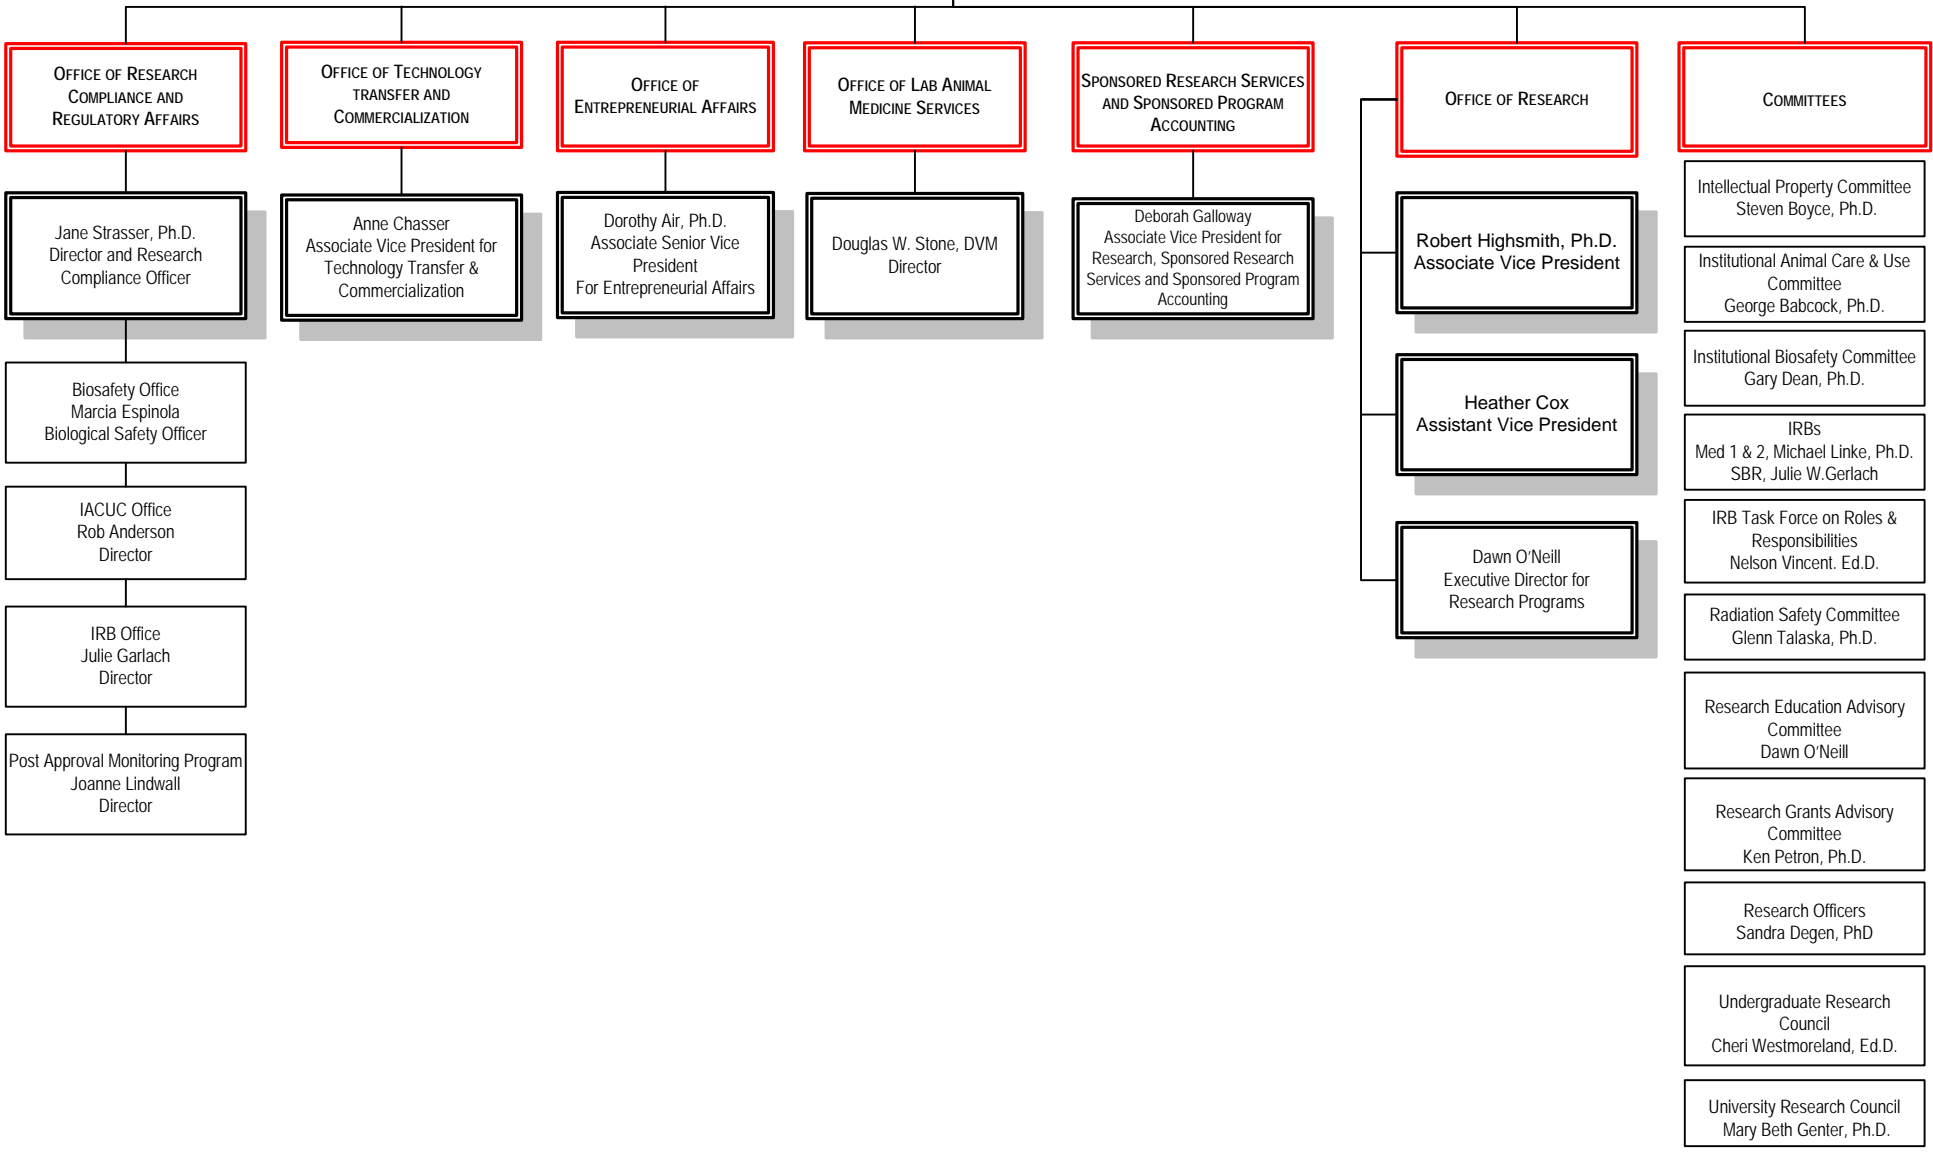 OFFICE OF RESEARCH
COMPLIANCE AND
REGULATORY AFFAIRS
Jane Strasser, Ph.D.
Director and Research
Compliance Officer
Biosafety Office
Marcia Espinola
Biological Safety Officer
IACUC Office
Rob Anderson
Director
IRB Office
Julie Garlach
Director
Post Approval Monitoring Program
Joanne Lindwall
Director
OFFICE OF TECHNOLOGY
TRANSFER AND
COMMERCIALIZATION
Anne Chasser
Associate Vice President for
Technology Transfer &
Commercialization
OFFICE OF
ENTREPRENEURIAL AFFAIRS
Dorothy Air, Ph.D.
Associate Senior Vice
President
For Entrepreneurial Affairs
OFFICE OF LAB ANIMAL
MEDICINE SERVICES
Douglas W. Stone, DVM
Director
SPONSORED RESEARCH SERVICES
AND SPONSORED PROGRAM
ACCOUNTING
Deborah Galloway
Associate Vice President for
Research, Sponsored Research
Services and Sponsored Program
Accounting
OFFICE OF RESEARCH
Robert Highsmith, Ph.D.
Associate Vice President
Heather Cox
Assistant Vice President
Dawn O’Neill
Executive Director for
Research Programs
COMMITTEES
Intellectual Property Committee
Steven Boyce, Ph.D.
Institutional Animal Care & Use
Committee
George Babcock, Ph.D.
Institutional Biosafety Committee
Gary Dean, Ph.D.
IRBs
Med 1 & 2, Michael Linke, Ph.D.
SBR, Julie W.Gerlach
IRB Task Force on Roles &
Responsibilities
Nelson Vincent. Ed.D.
Radiation Safety Committee
Glenn Talaska, Ph.D.
Research Education Advisory
Committee
Dawn O’Neill
Research Grants Advisory
Committee
Ken Petron, Ph.D.
Research Officers
Sandra Degen, PhD
Undergraduate Research
Council
Cheri Westmoreland, Ed.D.
University Research Council
Mary Beth Genter, Ph.D.